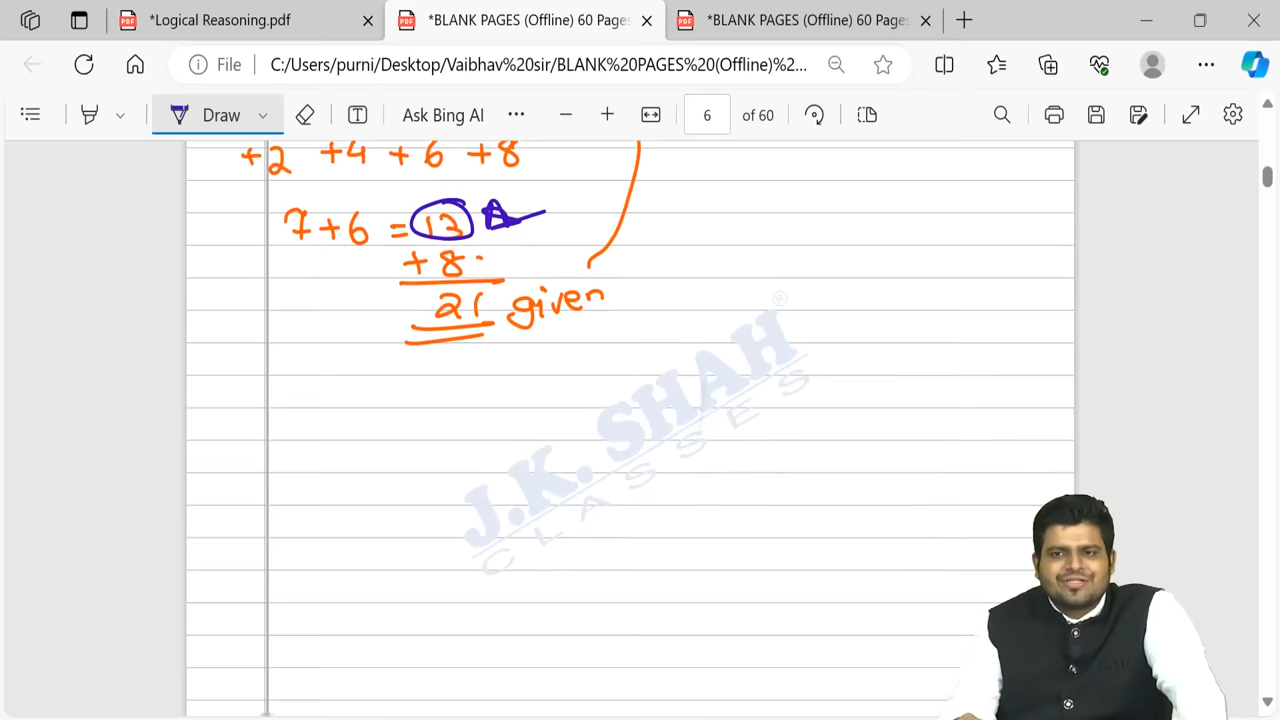 *Logical Reasoning.pdf
*BLANK PAGES (Offline) 60 Pages
*BLANK PAGES (Offline) 60 Pages
File
C:/Users/purni/Desktop/Vaibhav%20sir/BLANK%20PAGES%20(Offline)%2...
Draw
Ask Bing AI
6 of 60
+2 +4 +6 +8
7+6 = 13
+8
21 given
J.K. SHAH ®
CLASSES